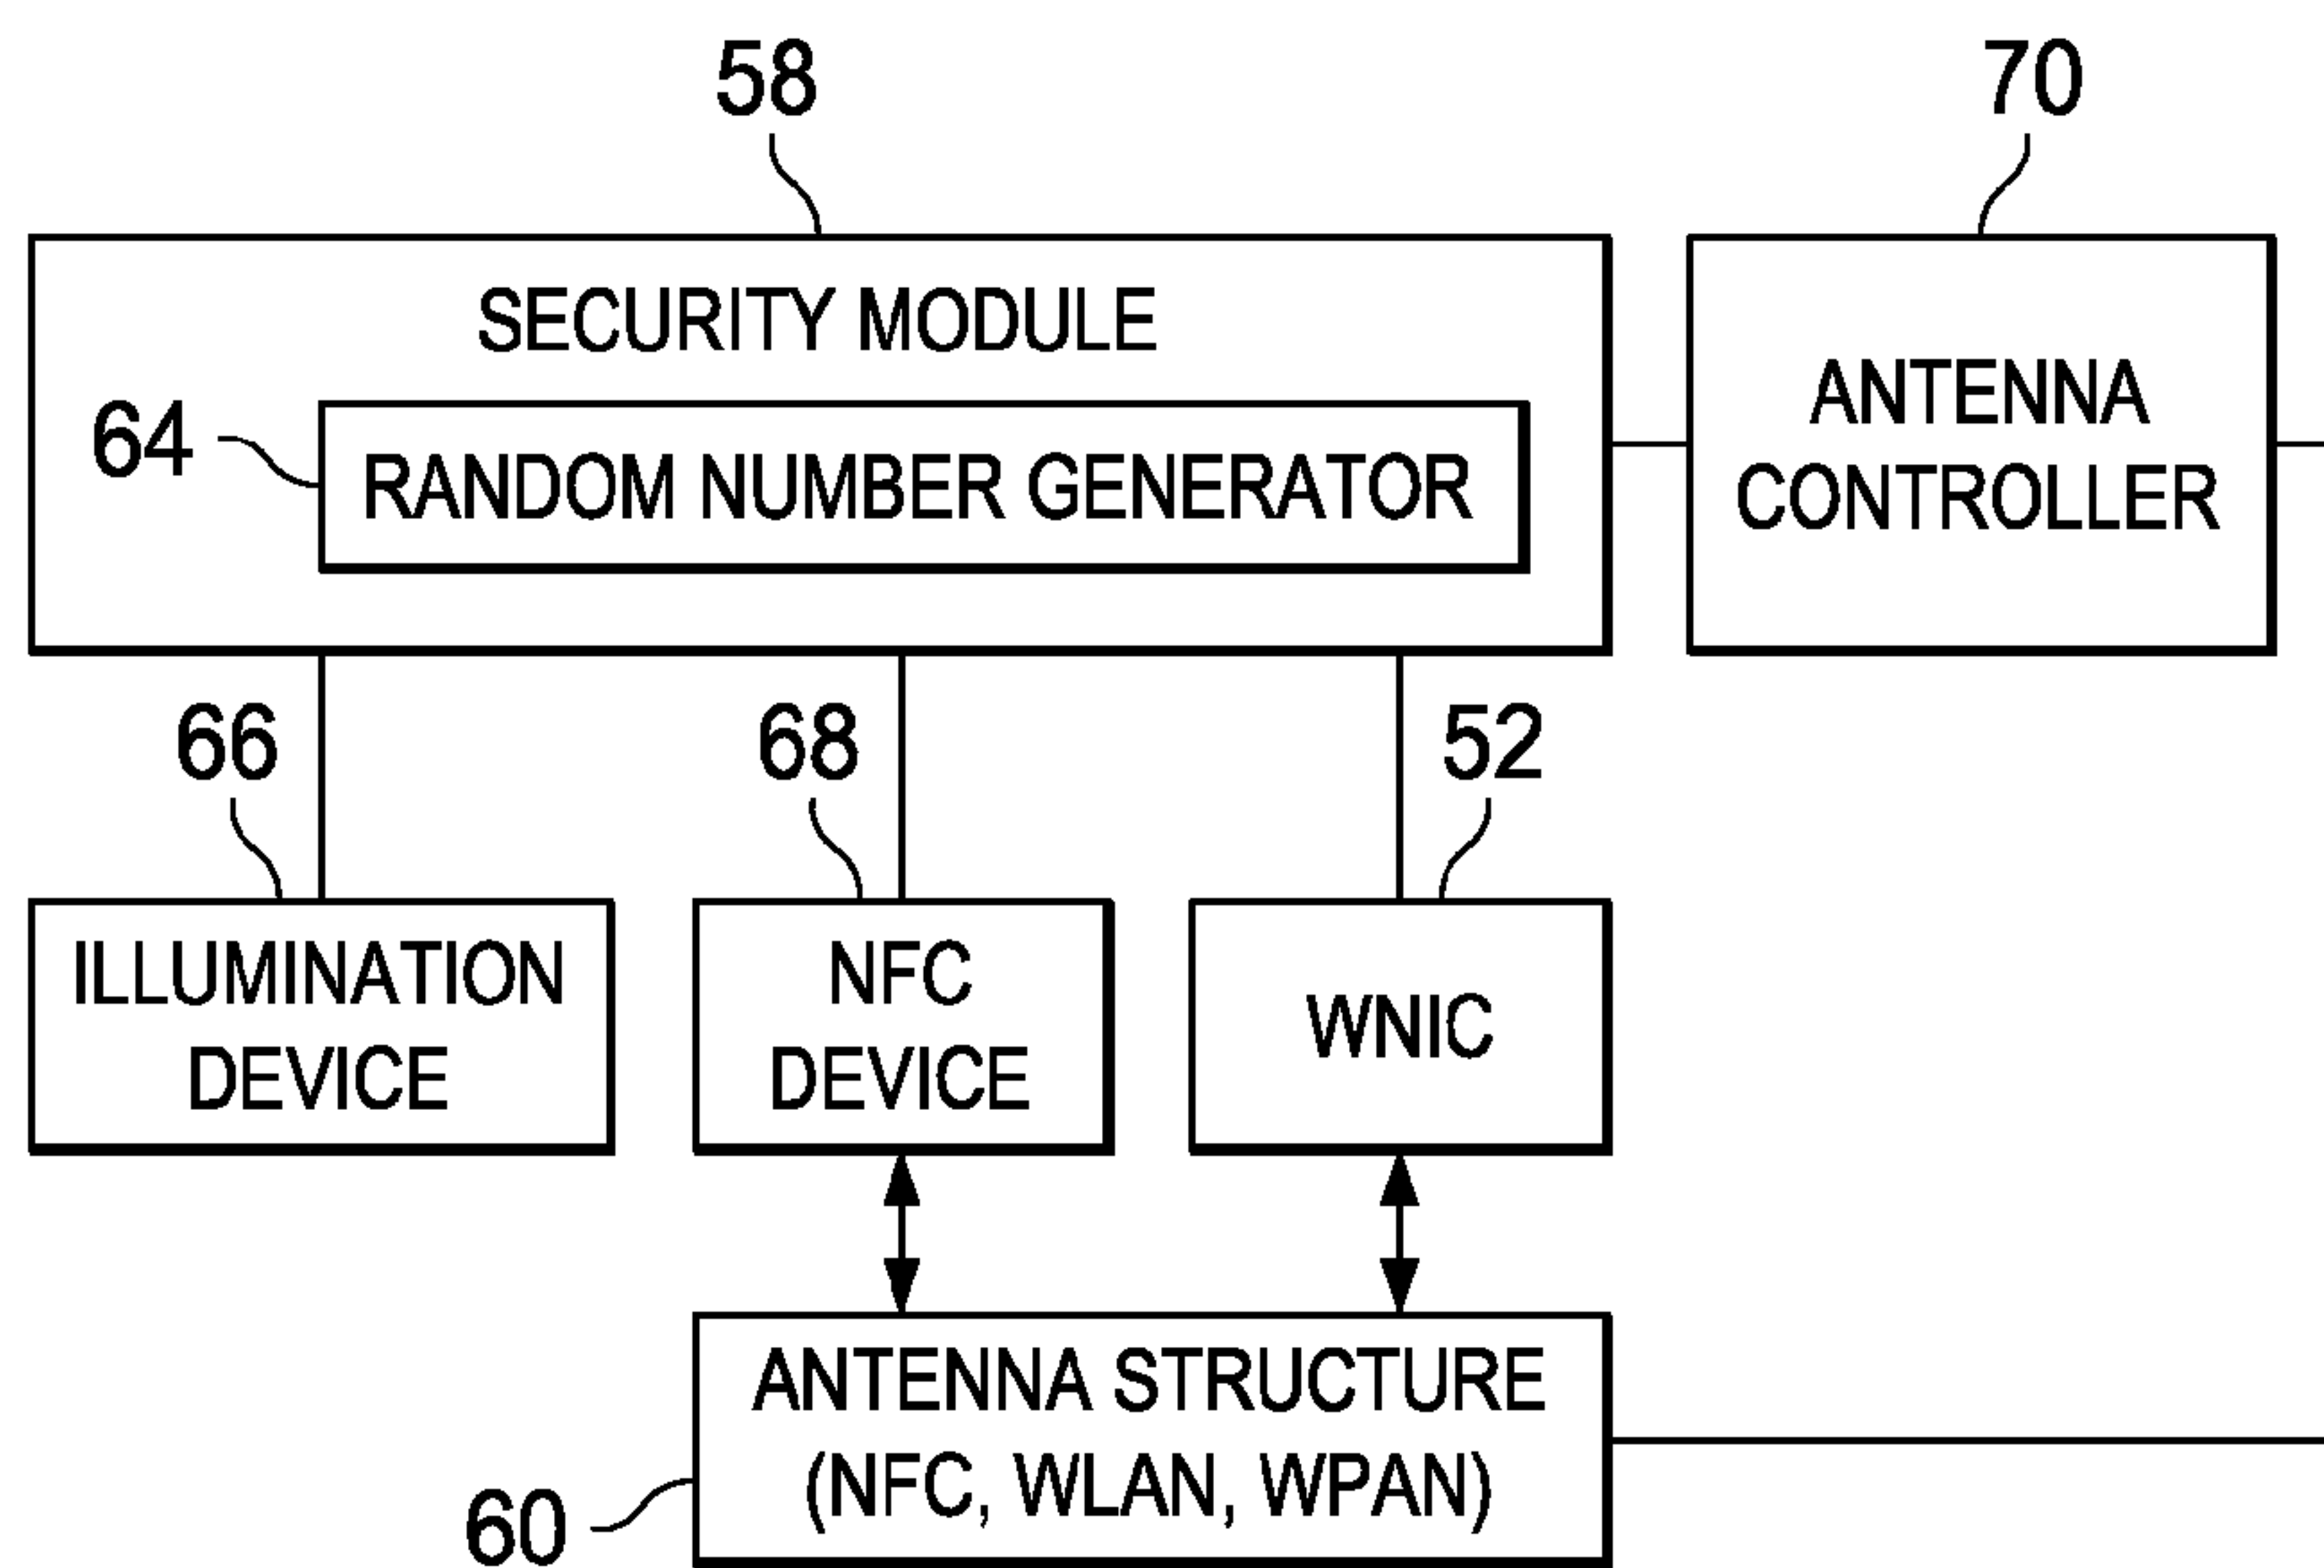 58
70
SECURITY MODULE
64
RANDOM NUMBER GENERATOR
ANTENNA
CONTROLLER
66
68
52
ILLUMINATION
DEVICE
NFC
DEVICE
WNIC
ANTENNA STRUCTURE
(NFC, WLAN, WPAN)
60